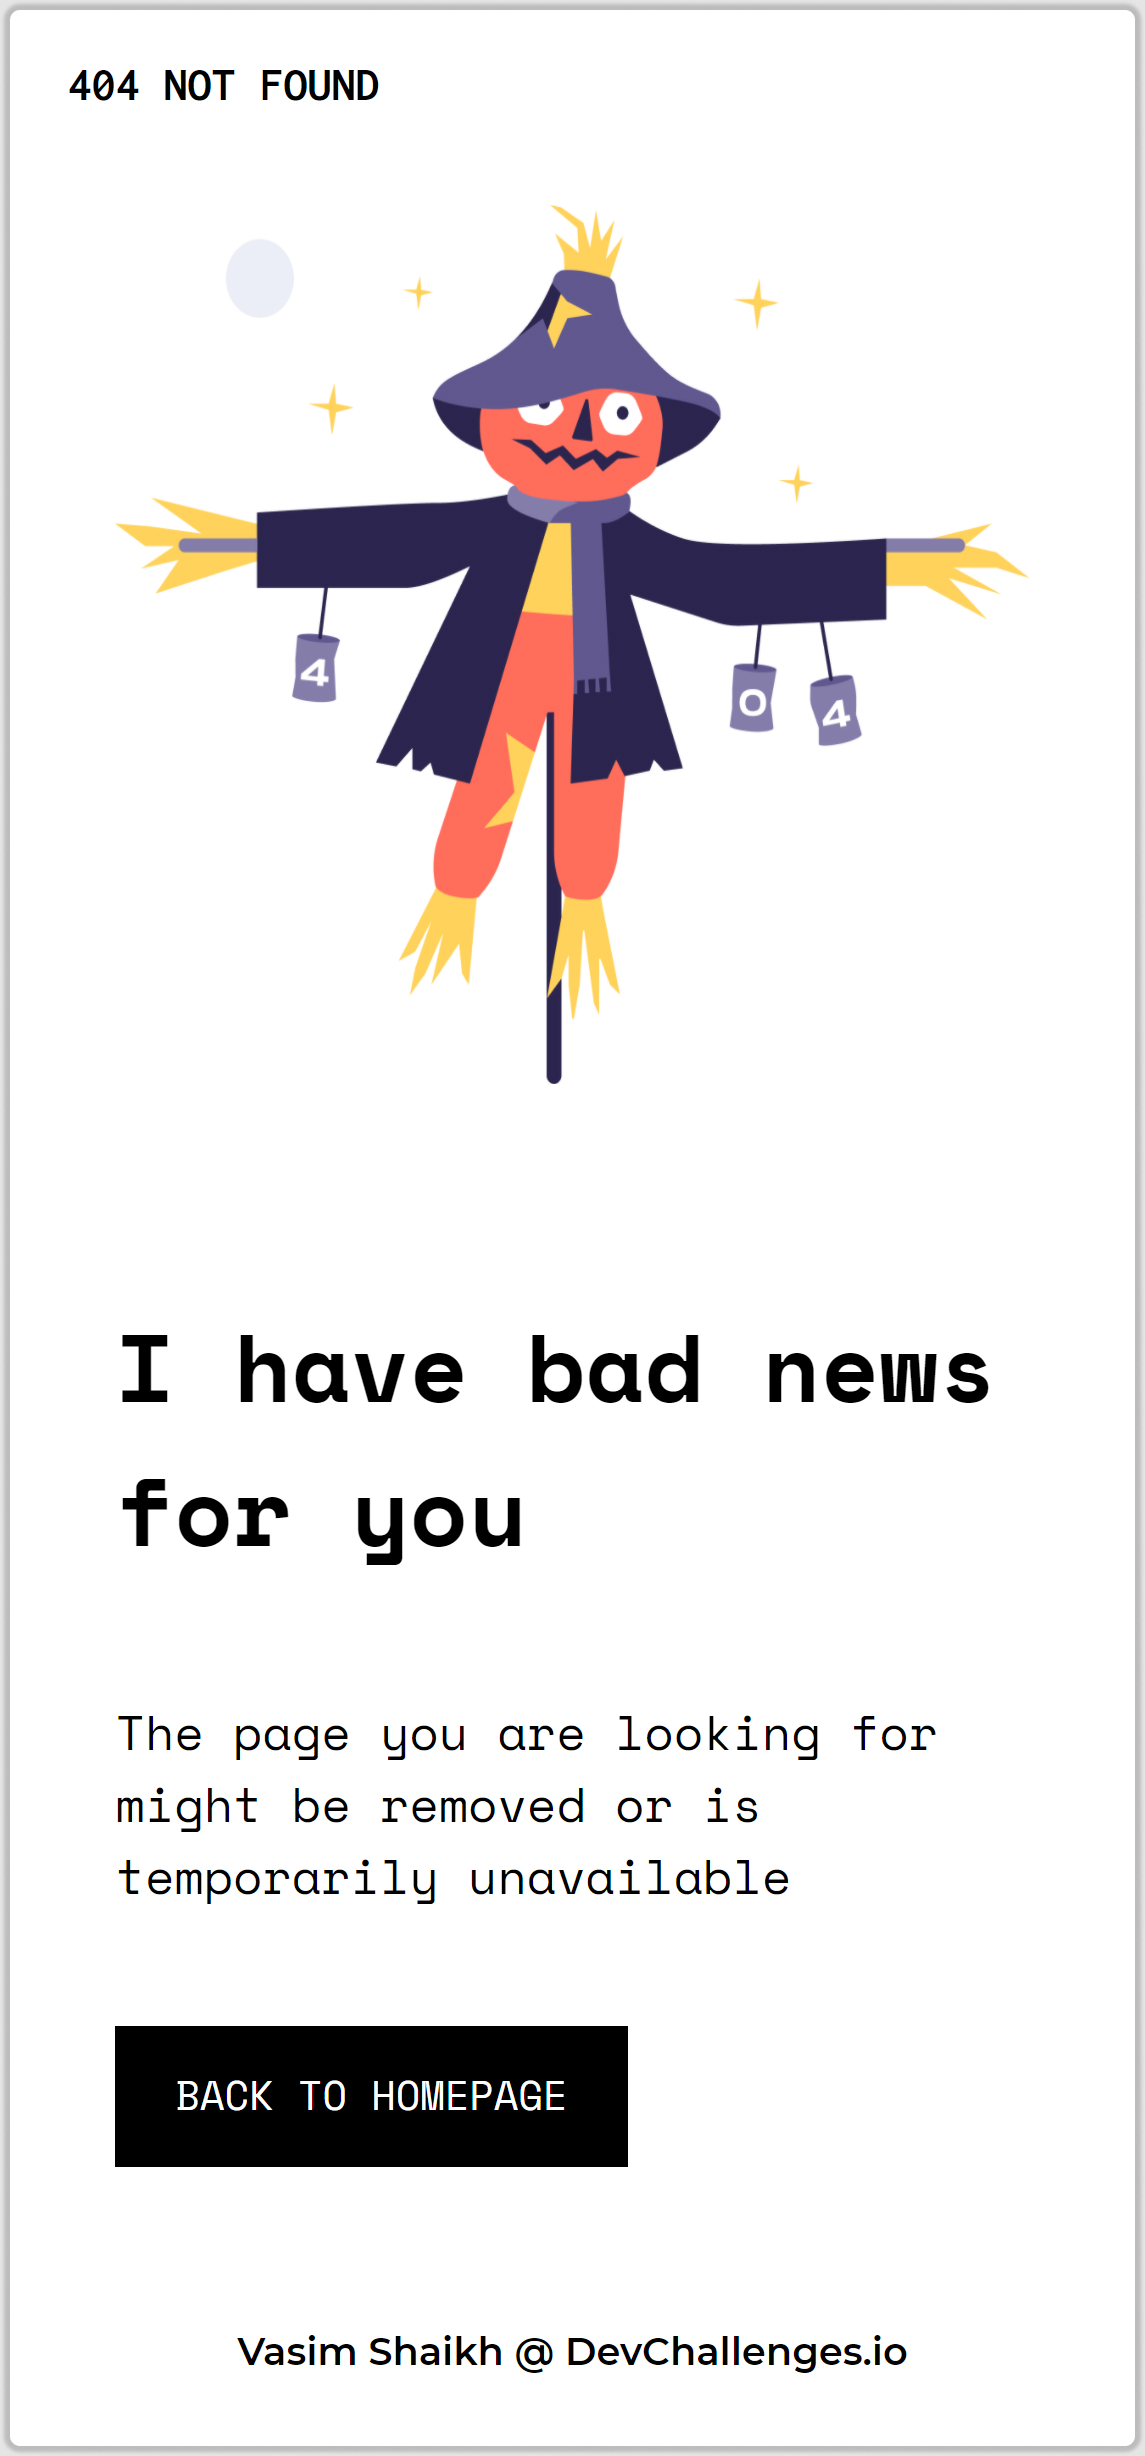 404 NOT FOUND
4
0
4
I have bad news
for you
The page you are looking for
might be removed or is
temporarily unavailable
BACK TO HOMEPAGE
Vasim Shaikh @ DevChallenges.io